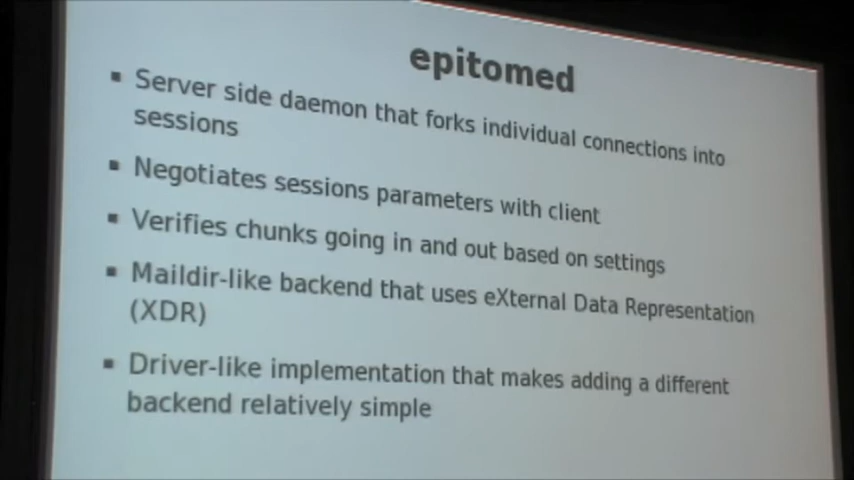 epitomed
▪ Server side daemon that forks individual connections into
sessions
▪ Negotiates sessions parameters with client
▪ Verifies chunks going in and out based on settings
▪ Maildir-like backend that uses eXternal Data Representation
(XDR)
▪ Driver-like implementation that makes adding a different
backend relatively simple